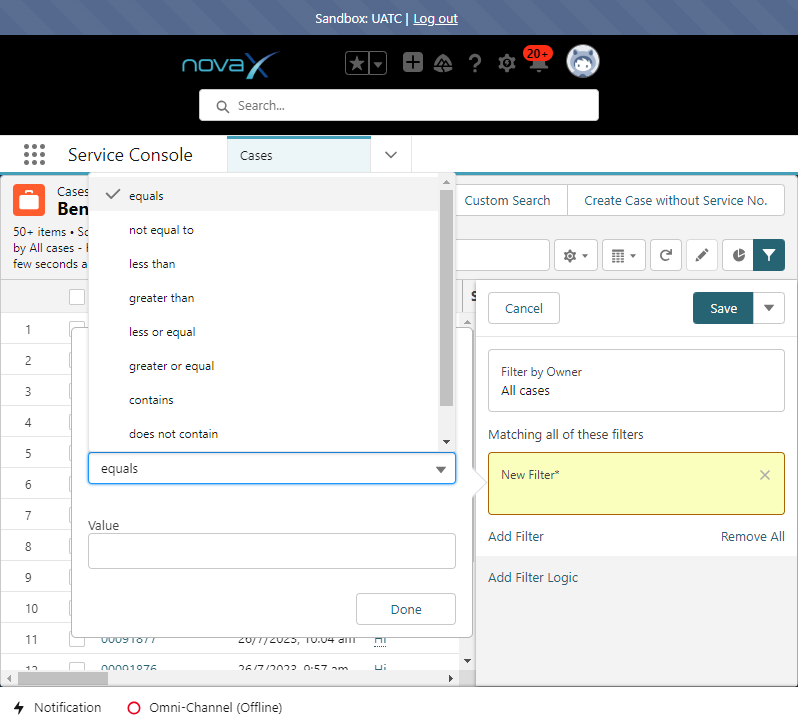 Sandbox: UATC | Log out
novaX
20+
Search...
Service Console
Cases
Cases
Custom Search
Create Case without Service No.
50+ items •
by All cases -
few seconds
equals
not equal to
less than
greater than
less or equal
greater or equal
contains
does not contain
equals
Value
Done
Cancel
Save
Filter by Owner
All cases
Matching all of these filters
New Filter*
Add Filter
Remove All
Add Filter Logic
1
2
3
4
5
6
7
8
9
10
11
00091877
26/7/2023, 10:04 am
Hi
12
00091876
26/7/2023, 9:57 am
Hi
Notification
Omni-Channel (Offline)